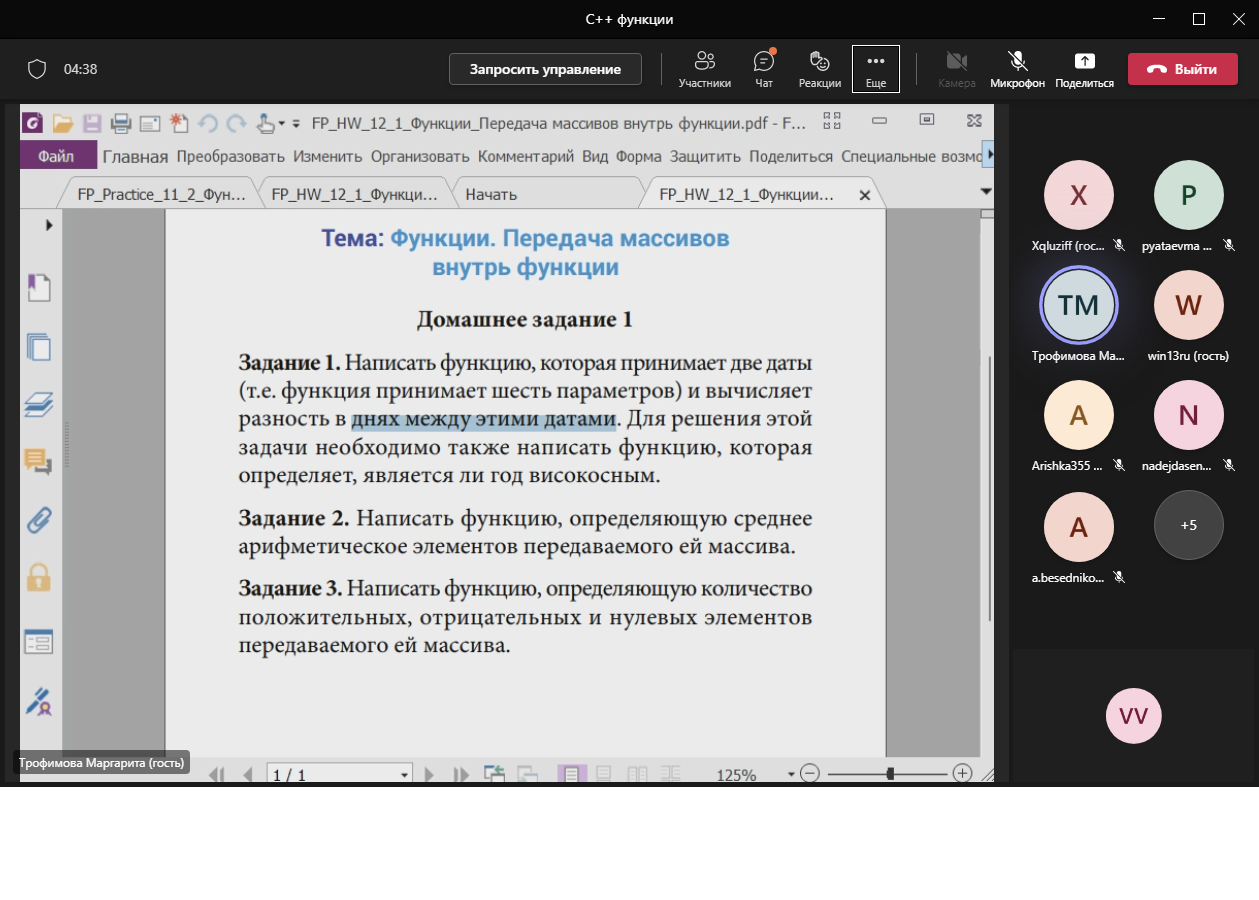 C++ функции
04:38
Запросить управление
Участники
Чат
Реакции
Еще
Камера
Микрофон
Поделиться
Выйти
FP_HW_12_1_Функции_Передача массивов внутрь функции.pdf - F...
Файл Главная Преобразовать Изменить Организовать Комментарий Вид Форма Защитить Поделиться Специальные возмо
FP_Practice_11_2_Фун...
FP_HW_12_1_Функци...
Начать
FP_HW_12_1_Функции...
Тема: Функции. Передача массивов
внутрь функции
Домашнее задание 1
Задание 1. Написать функцию, которая принимает две даты
(т.е. функция принимает шесть параметров) и вычисляет
разность в днях между этими датами. Для решения этой
задачи необходимо также написать функцию, которая
определяет, является ли год високосным.
Задание 2. Написать функцию, определяющую среднее
арифметическое элементов передаваемого ей массива.
Задание 3. Написать функцию, определяющую количество
положительных, отрицательных и нулевых элементов
передаваемого ей массива.
Трофимова Маргарита (гость)
1 / 1
125%
X
P
Xqluziff (гос...
pyataevma ...
TM
W
Трофимова Ма...
win13ru (гость)
A
N
Arishka355 ...
nadejdasen...
A
+5
a.besedniko...
VV